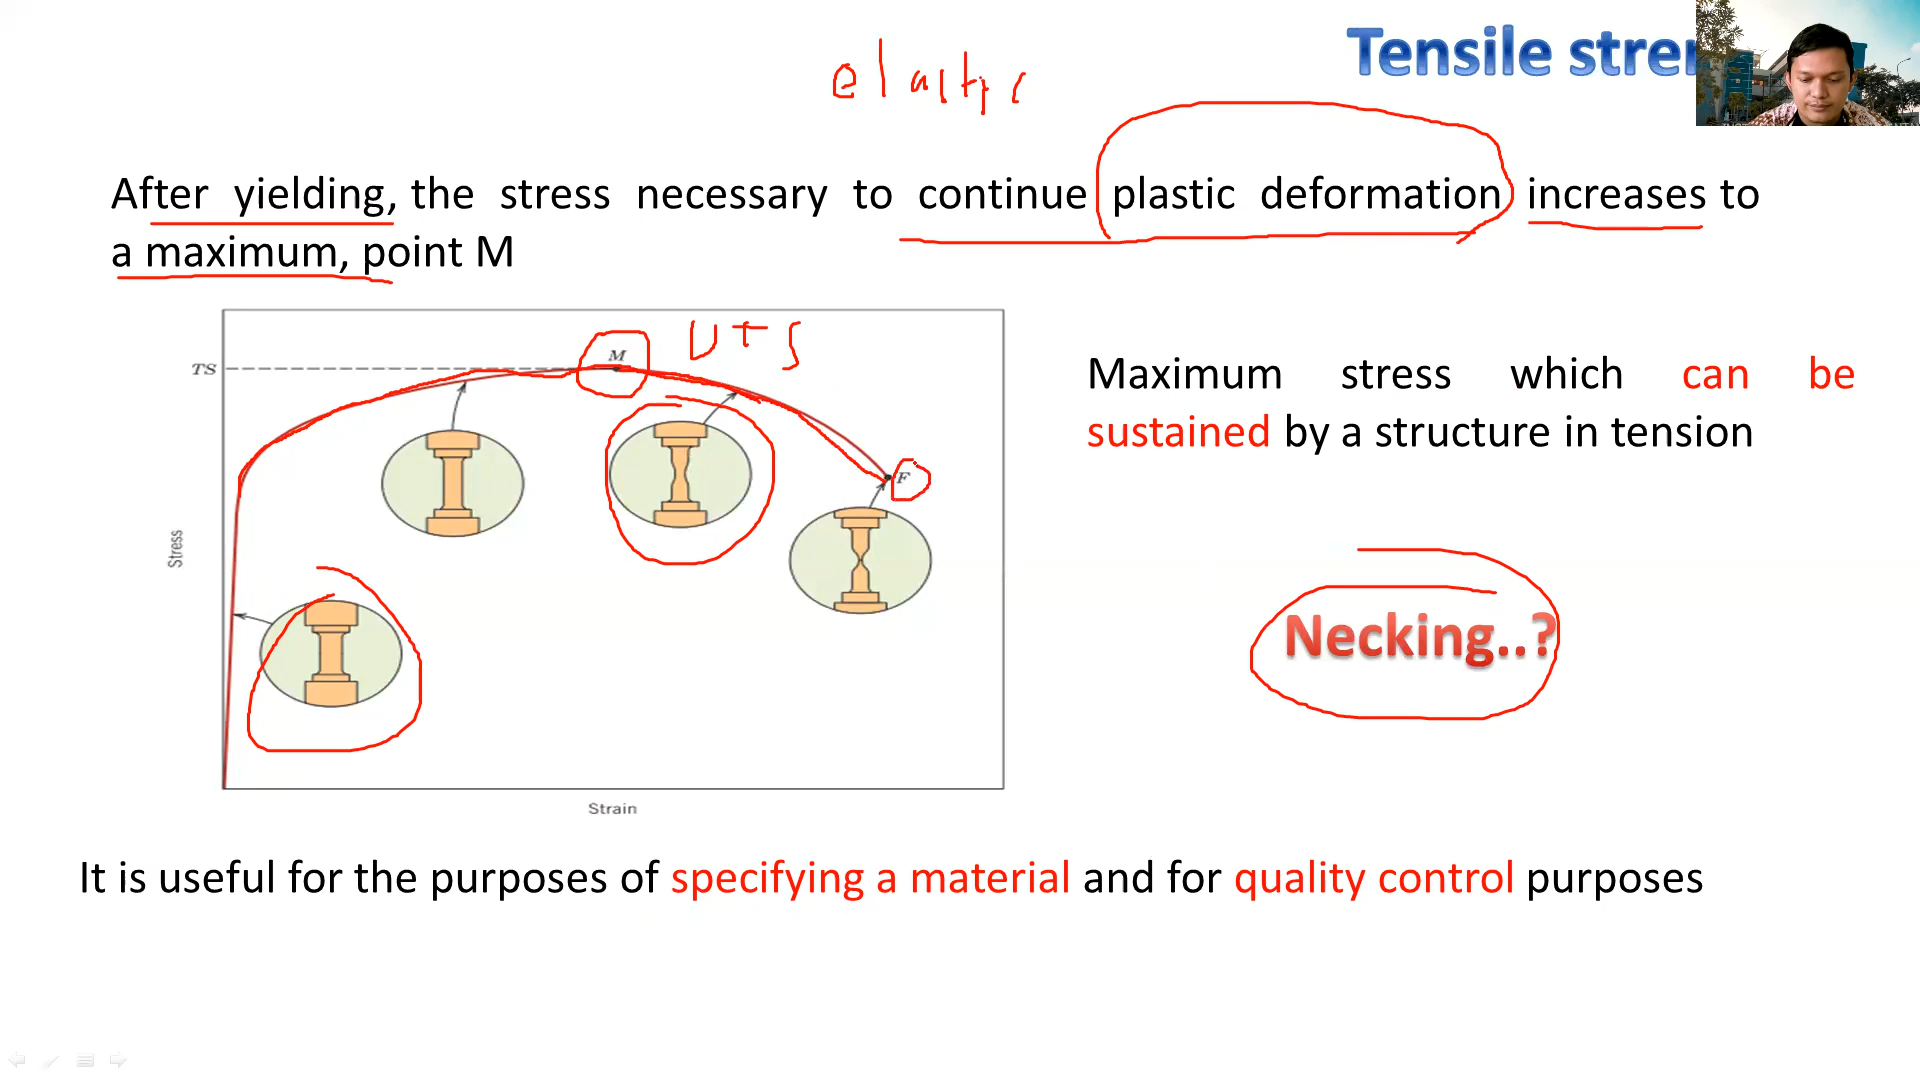 Tensile stren
elastic
After yielding, the stress necessary to continue plastic deformation increases to
a maximum, point M
UTS
M
TS
F
Stress
Strain
Maximum stress which can be
sustained by a structure in tension
Necking..?
It is useful for the purposes of specifying a material and for quality control purposes